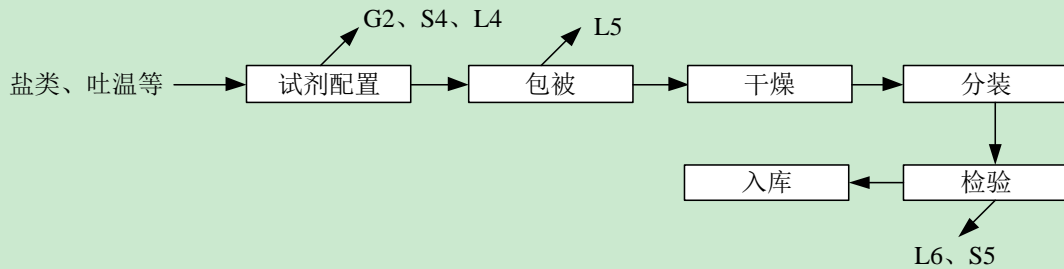 G2、S4、L4
L5
盐类、吐温等
试剂配置
包被
干燥
分装
入库
检验
L6、S5